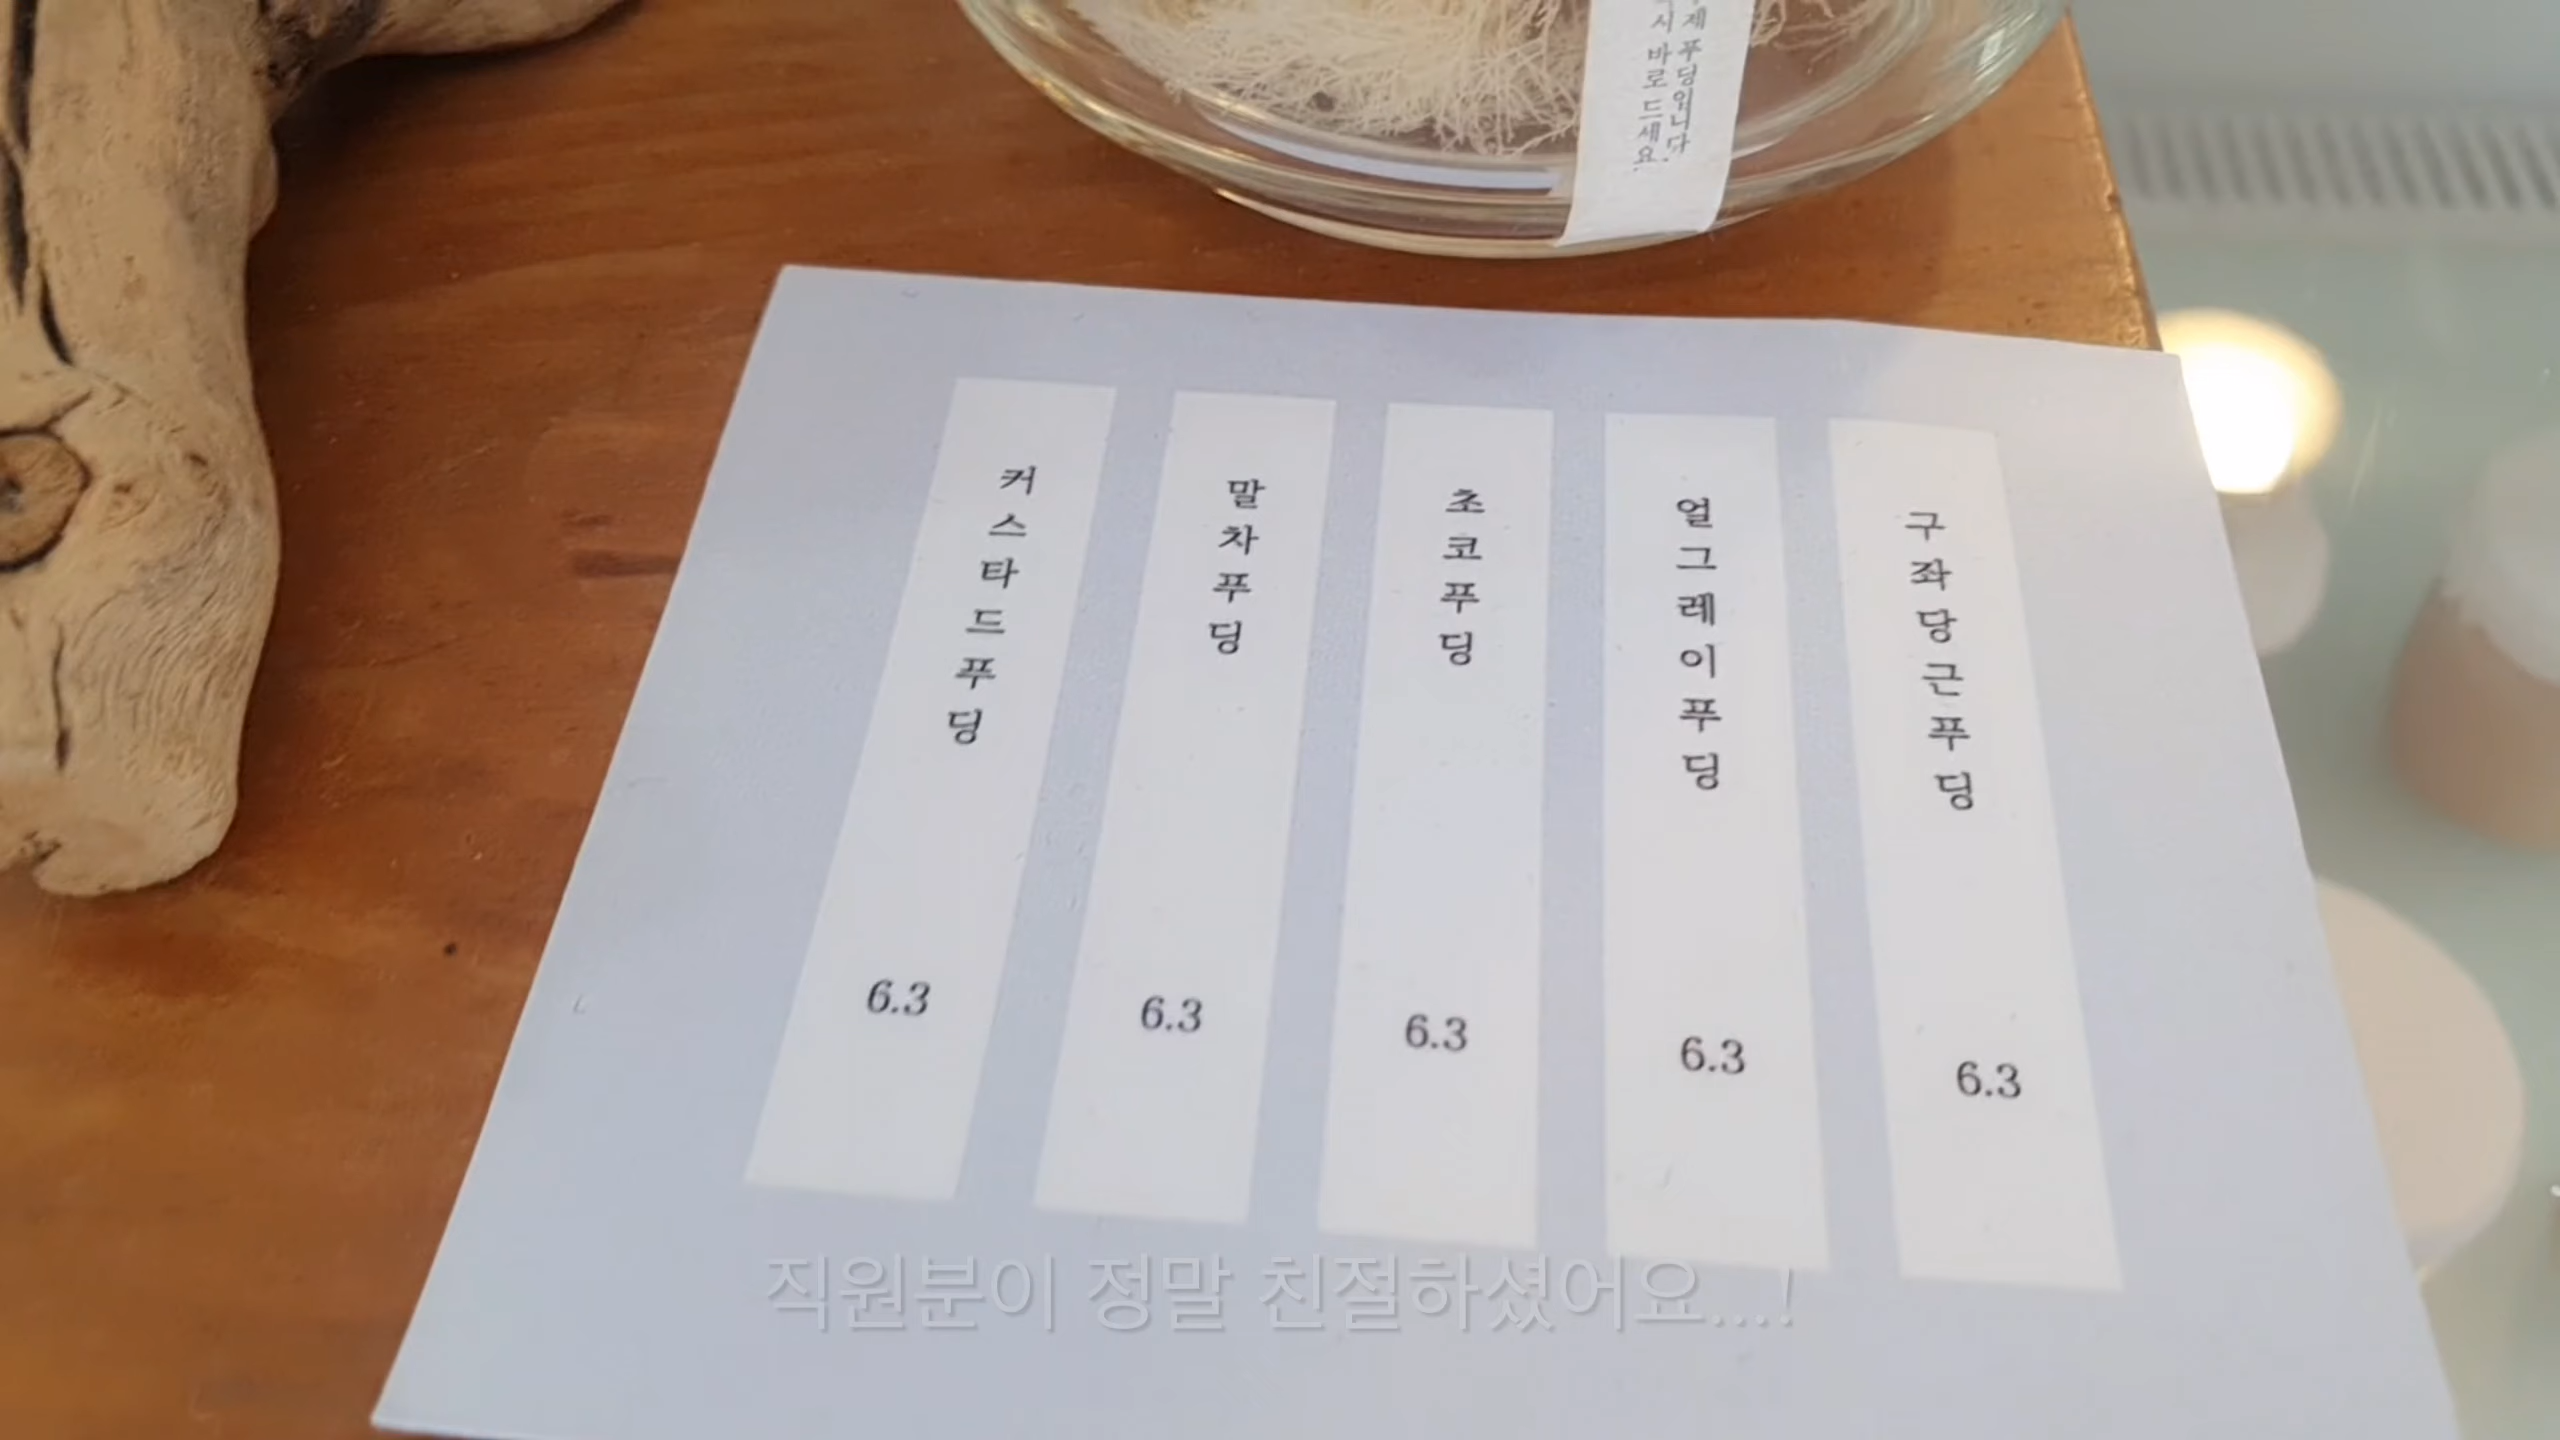 제 푸딩입니다
시 바로 드세요.
커스타드푸딩
6.3
말차푸딩
6.3
초코푸딩
6.3
얼그레이푸딩
6.3
구좌당근푸딩
6.3
직원분이 정말 친절하셨어요...!